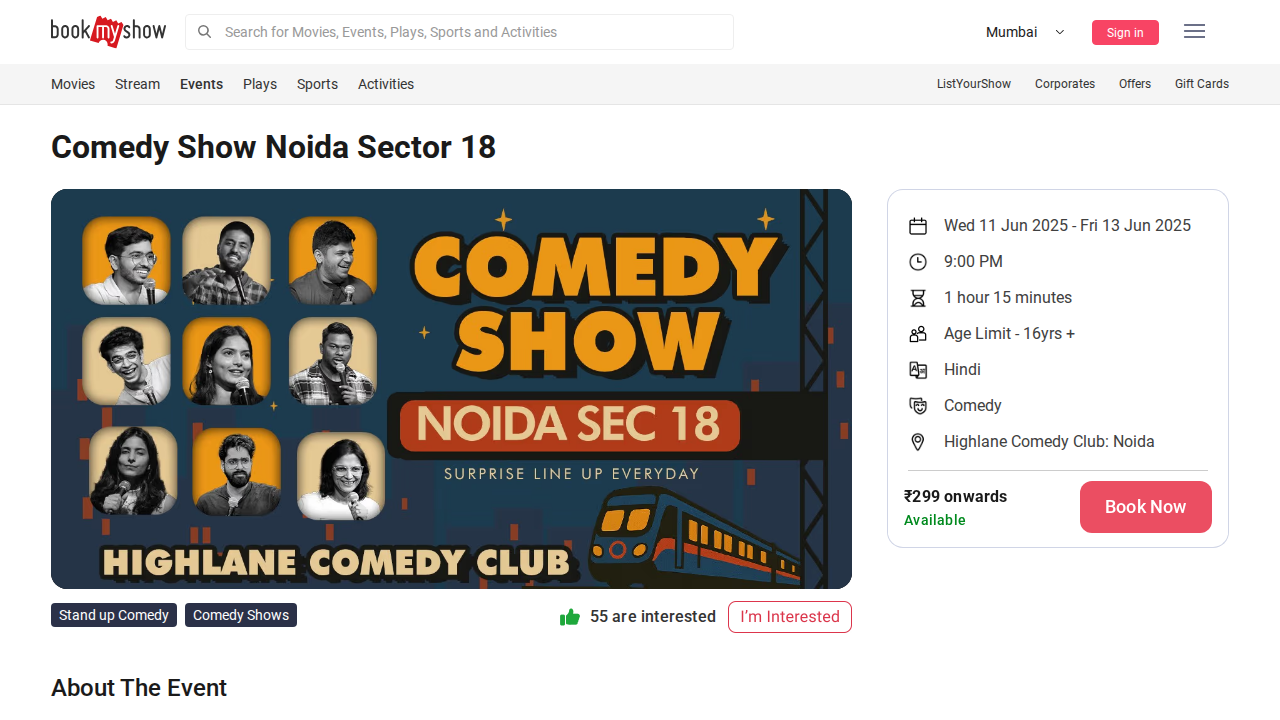 bookmyshow
Search for Movies, Events, Plays, Sports and Activities
Mumbai
Sign in
Movies Stream Events Plays Sports Activities
ListYourShow Corporates Offers Gift Cards
Comedy Show Noida Sector 18
COMEDY
SHOW
NOIDA SEC 18
SURPRISE LINE UP EVERYDAY
HIGHLANE COMEDY CLUB
Wed 11 Jun 2025 - Fri 13 Jun 2025
9:00 PM
1 hour 15 minutes
Age Limit - 16yrs +
Hindi
Comedy
Highlane Comedy Club: Noida
₹299 onwards
Available
Book Now
Stand up Comedy Comedy Shows
55 are interested
I’m Interested
About The Event